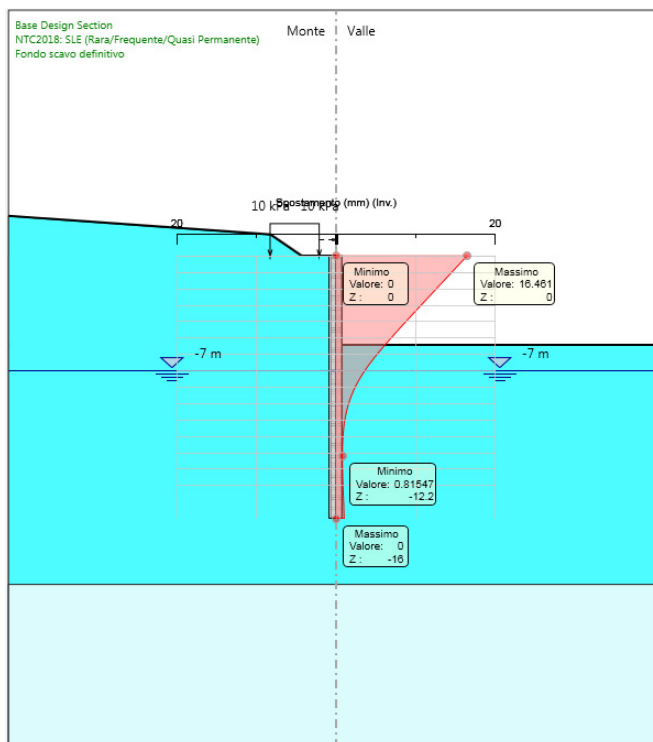 Base Design Section
NTC2018: SLE (Rara/Frequente/Quasi Permanente)
Fondo scavo definitivo
Monte
Valle
Spostamento (mm) (Inv.)
10 kPa
10 kPa
20
20
Minimo
Valore: 0
Z : 0
Massimo
Valore: 16.461
Z : 0
-7 m
-7 m
Minimo
Valore: 0.81547
Z : -12.2
Massimo
Valore: 0
Z : -16